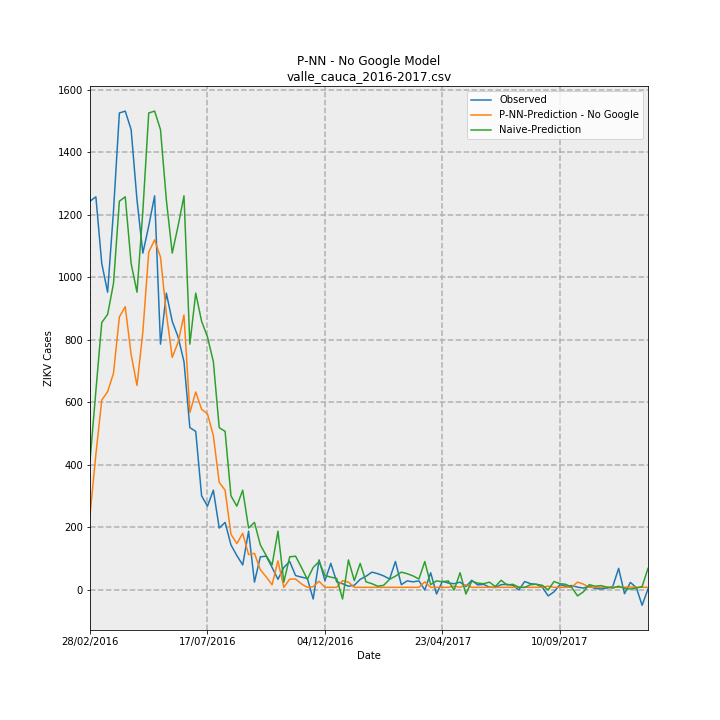 P-NN - No Google Model
valle_cauca_2016-2017.csv
Observed
P-NN-Prediction - No Google
Naive-Prediction
1600
1400
1200
1000
800
600
400
200
0
ZIKV Cases
28/02/2016
17/07/2016
04/12/2016
23/04/2017
10/09/2017
Date